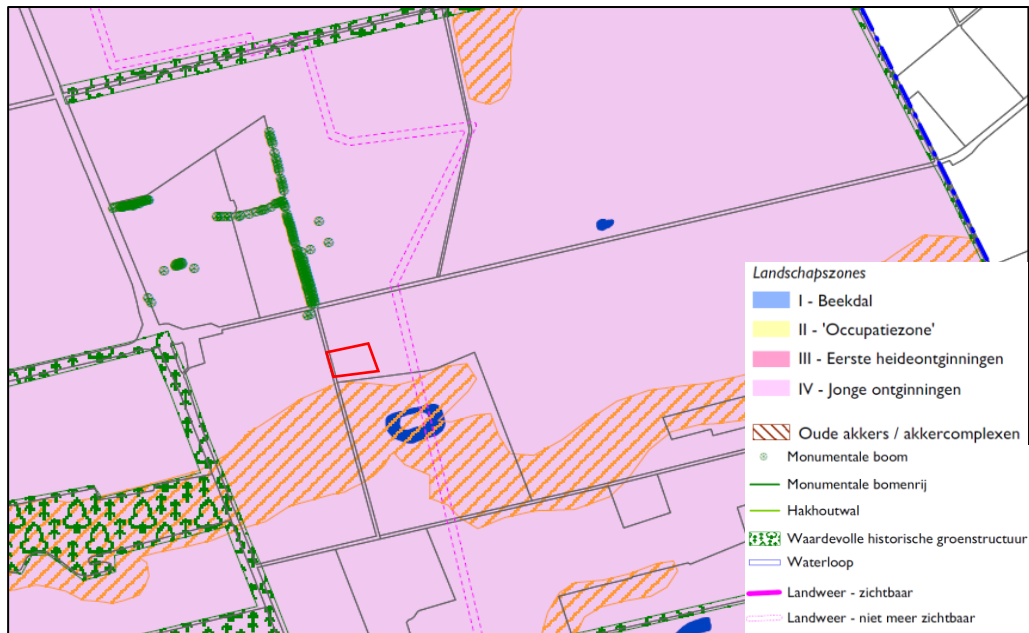 Landschapszones
I - Beekdal
II - 'Occupatiezone'
III - Eerste heideontginningen
IV - Jonge ontginningen
Oude akkers / akkercomplexen
Monumentale boom
Monumentale bomenrij
Hakhoutwal
Waardevolle historische groenstructuur
Waterloop
Landweer - zichtbaar
Landweer - niet meer zichtbaar